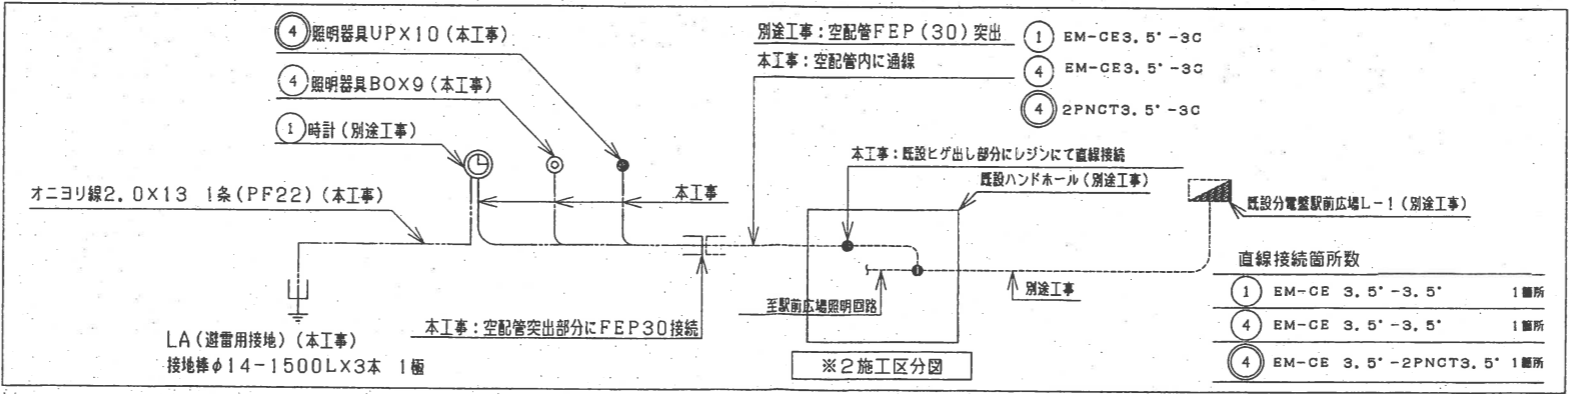 ④照明器具UPX10(本工事)
④照明器具BOX9(本工事)
①時計(別途工事)
オニヨリ線2.0X13 1条(PF22)(本工事)
本工事
別途工事:空配管FEP(30)突出
本工事:空配管内に通線
① EM-CE3.5゜-3C
④ EM-CE3.5゜-3C
④ 2PNCT3.5゜-3C
本工事:既設ヒゲ出し部分にレジンにて直線接続
既設ハンドホール(別途工事)
既設分電盤駅前広場L-1(別途工事)
LA(避雷用接地)(本工事)
接地棒φ14-1500LX3本 1極
本工事:空配管突出部分にFEP30接続
至駅前広場照明回路
別途工事
※2施工区分図
直線接続箇所数
① EM-CE 3.5゜-3.5゜ 1箇所
④ EM-CE 3.5゜-3.5゜ 1箇所
④ EM-CE 3.5゜-2PNCT3.5゜ 1箇所